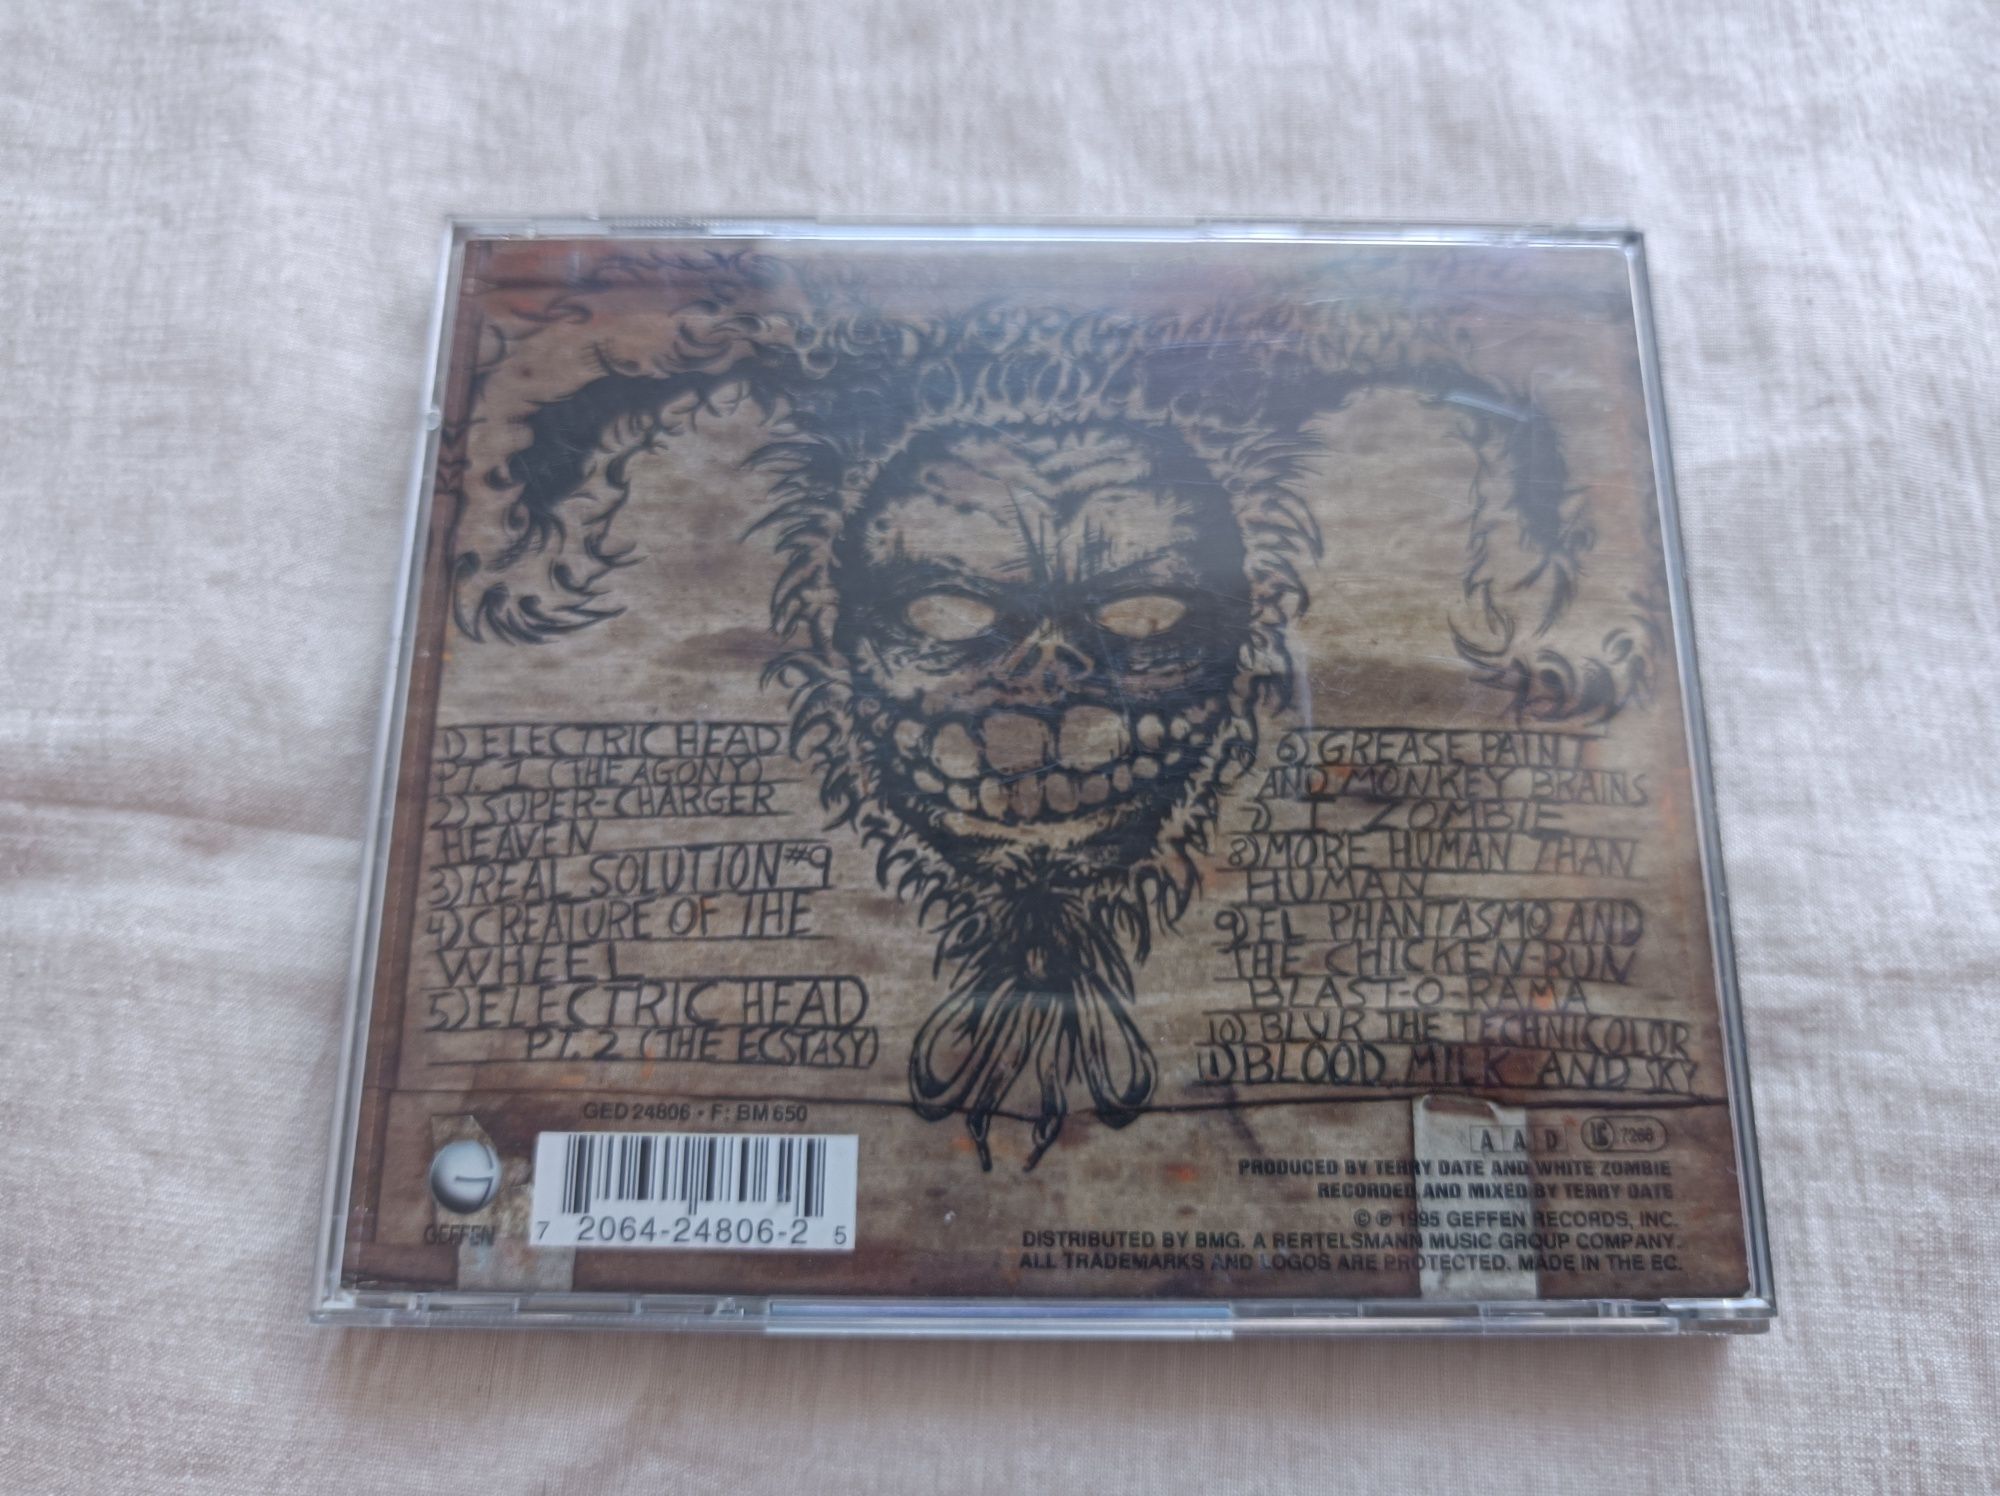 1) ELECTRIC HEAD
PT. 1 (THE AGONY)
2) SUPER-CHARGER
HEAVEN
3) REAL SOLUTION #9
4) CREATURE OF THE
WHEEL
5) ELECTRIC HEAD
PT. 2 (THE ECSTASY)
6) GREASE PAINT
AND MONKEY BRAINS
7) I ZOMBIE
8) MORE HUMAN THAN
HUMAN
9) EL PHANTASMO AND
THE CHICKEN-RUN
BLAST-O-RAMA
10) BLUR THE TECHNICOLOR
11) BLOOD MILK AND SKY
GED 24806 • F: BM 650
GEFFEN
7 2064-24806-2 5
A A D LC 7266
PRODUCED BY TERRY DATE AND WHITE ZOMBIE
RECORDED AND MIXED BY TERRY DATE
© ℗ 1995 GEFFEN RECORDS, INC.
DISTRIBUTED BY BMG. A BERTELSMANN MUSIC GROUP COMPANY.
ALL TRADEMARKS AND LOGOS ARE PROTECTED. MADE IN THE EC.